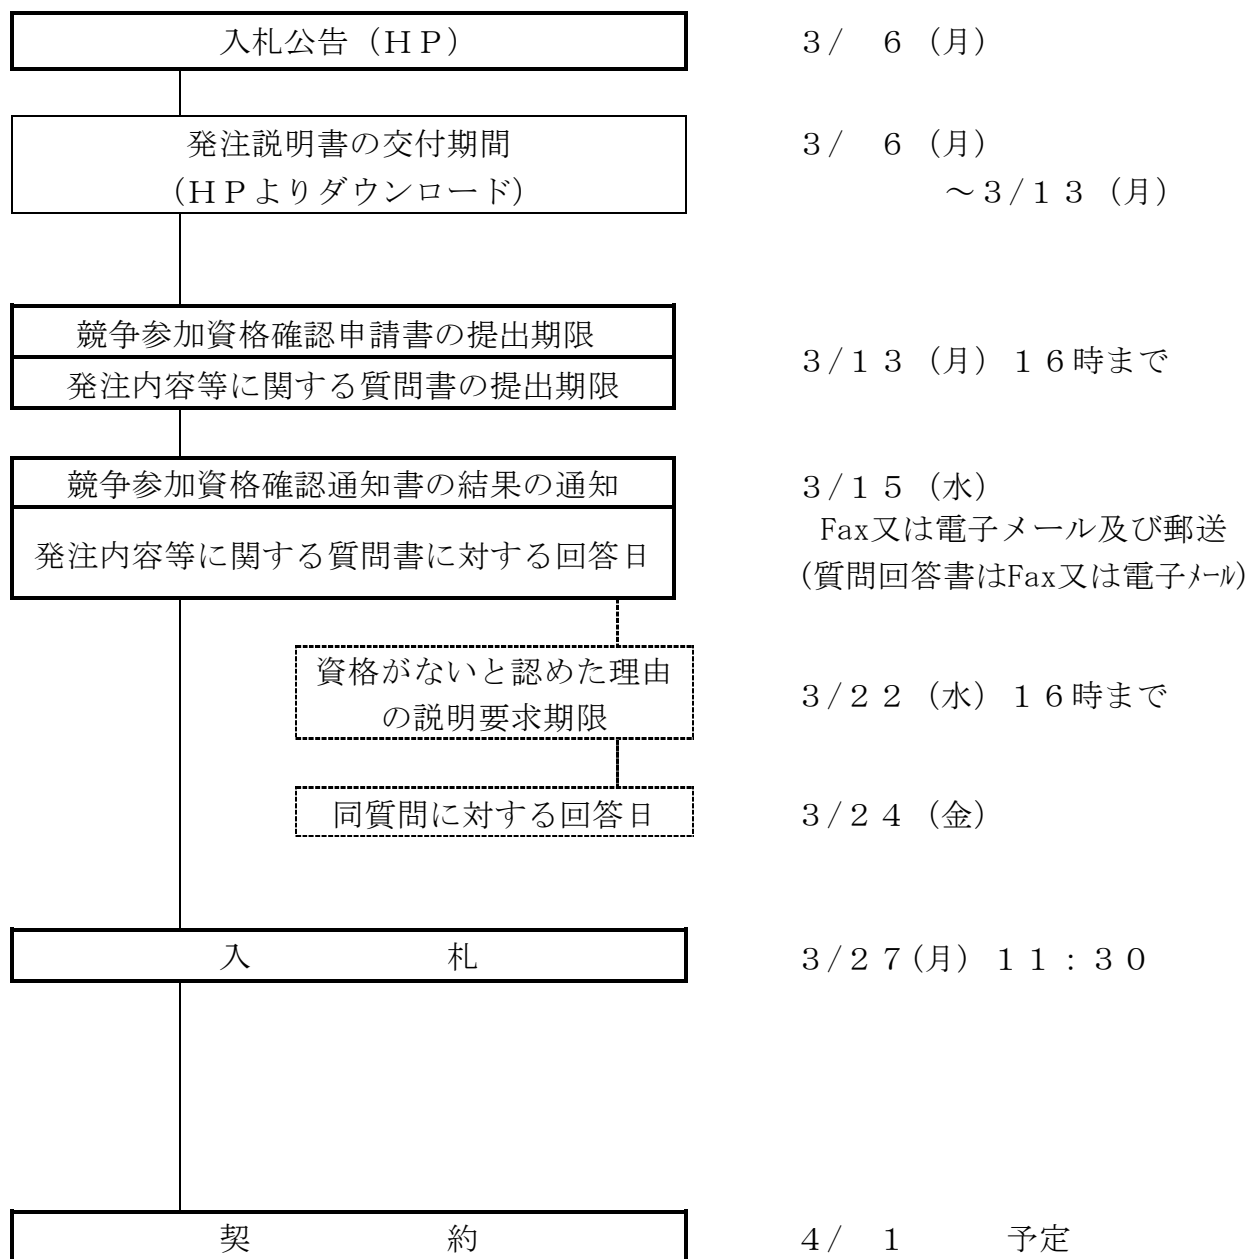 入札公告（ＨＰ）
３/　６（月）
発注説明書の交付期間
（ＨＰよりダウンロード）
３/　６（月）
～３/１３（月）
競争参加資格確認申請書の提出期限
発注内容等に関する質問書の提出期限
３/１３（月）１６時まで
競争参加資格確認通知書の結果の通知
発注内容等に関する質問書に対する回答日
３/１５（水）
Fax又は電子メール及び郵送
(質問回答書はFax又は電子ﾒｰﾙ)
資格がないと認めた理由
の説明要求期限
３/２２（水）１６時まで
同質問に対する回答日
３/２４（金）
入　　　　　　　札
３/２７(月) １１：３０
契　　　　　　　約
４/　１　　　予定